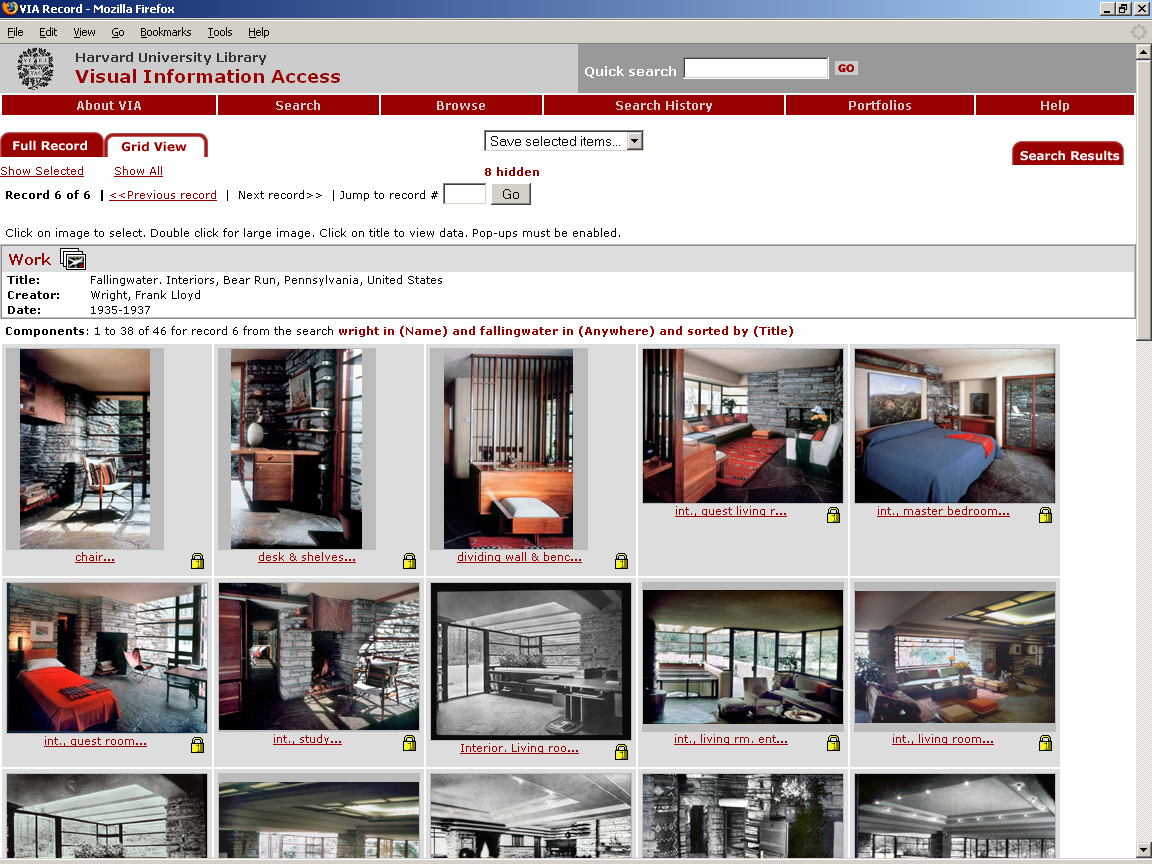 VIA Record - Mozilla Firefox
File Edit View Go Bookmarks Tools Help
Harvard University Library
Visual Information Access
Quick search GO
About VIA Search Browse Search History Portfolios Help
Full Record Grid View Save selected items... Search Results
Show Selected Show All 8 hidden
Record 6 of 6 | <<Previous record | Next record>> | Jump to record # Go
Click on image to select. Double click for large image. Click on title to view data. Pop-ups must be enabled.
Work
Title: Fallingwater. Interiors, Bear Run, Pennsylvania, United States
Creator: Wright, Frank Lloyd
Date: 1935-1937
Components: 1 to 38 of 46 for record 6 from the search wright in (Name) and fallingwater in (Anywhere) and sorted by (Title)
chair... desk & shelves... dividing wall & benc... int., guest living r... int., master bedroom...
int., guest room... int., study... Interior. Living roo... int., living rm. ent... int., living room...